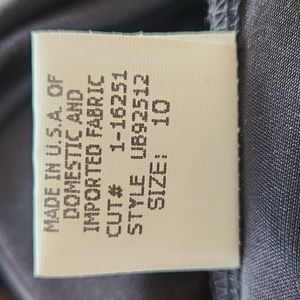 MADE IN U.S.A. OF
DOMESTIC AND
IMPORTED FABRIC
CUT# 1-16251
STYLE UB92512
SIZE: 10